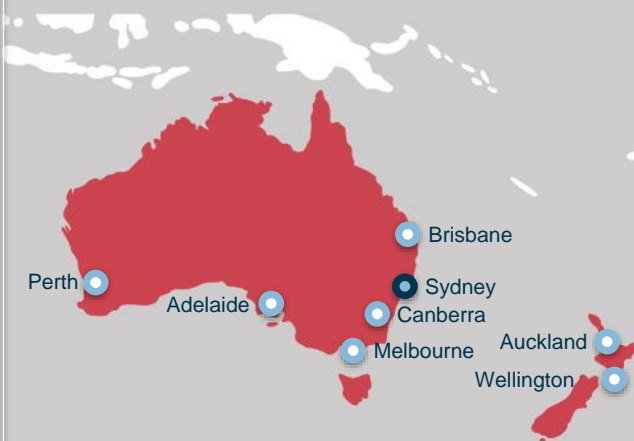 Brisbane
Perth
Sydney
Adelaide
Canberra
Auckland
Melbourne
Wellington